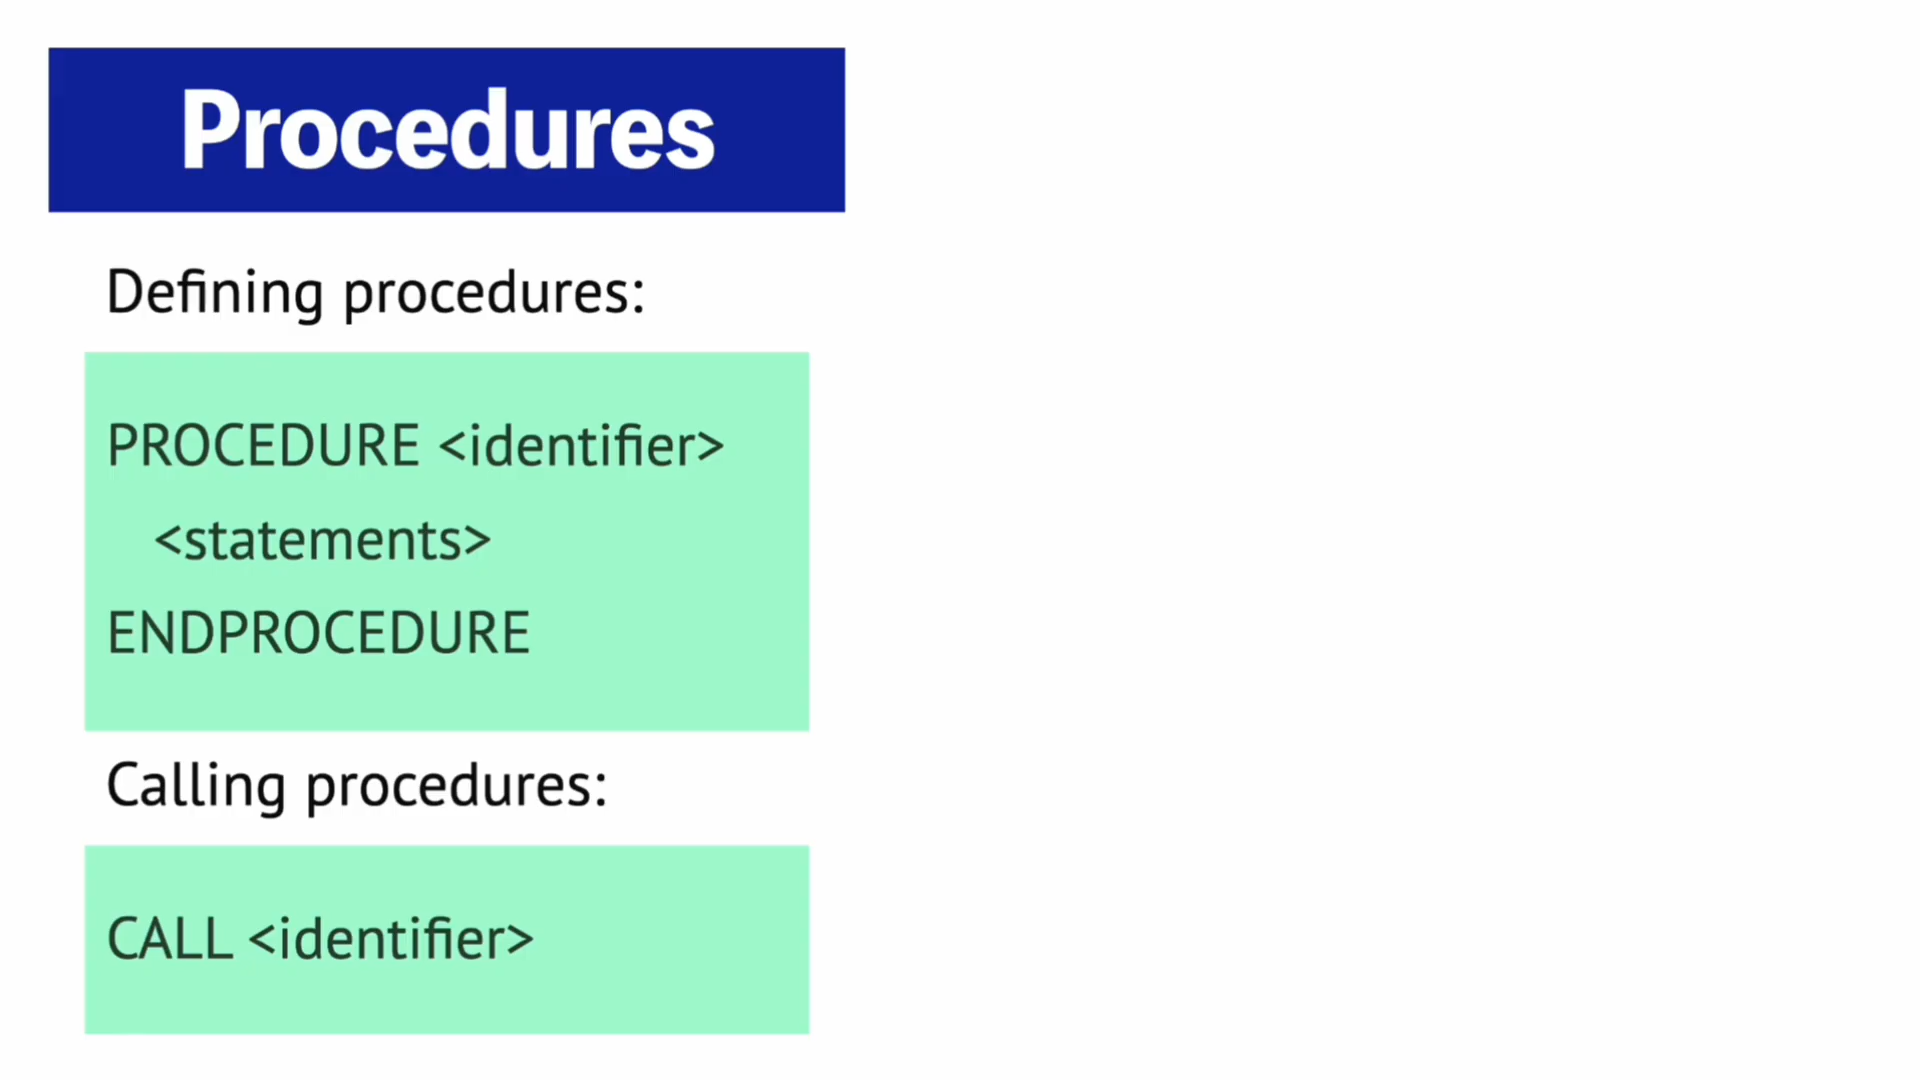 Procedures
Defining procedures:
PROCEDURE <identifier>
<statements>
ENDPROCEDURE
Calling procedures:
CALL <identifier>